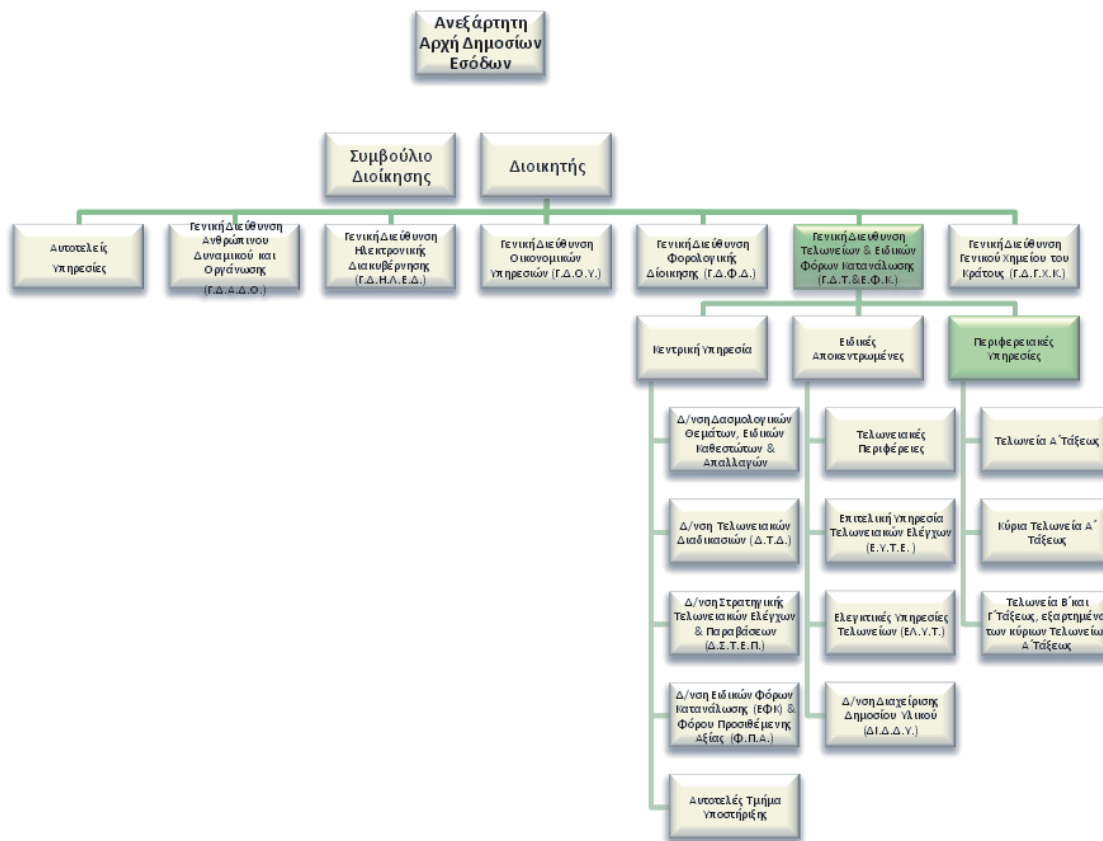 Ανεξάρτητη
Αρχή Δημοσίων
Εσόδων
Συμβούλιο
Διοίκησης
Διοικητής
Αυτοτελείς
Υπηρεσίες
Γενική Διεύθυνση
Ανθρώπινου
Δυναμικού και
Οργάνωσης
(Γ.Δ.Α.Δ.Ο.)
Γενική Διεύθυνση
Ηλεκτρονικής
Διακυβέρνησης
(Γ.Δ.Η.Λ.Ε.Δ.)
Γενική Διεύθυνση
Οικονομικών
Υπηρεσιών (Γ.Δ.Ο.Υ.)
Γενική Διεύθυνση
Φορολογικής
Δίοικησης (Γ.Δ.Φ.Δ.)
Γενική Διευθυνση
Τελωνείων & Ειδικών
Φόρων Κατανάλωσης
(Γ.Δ.Τ.&Ε.Φ.Κ.)
Γενική Διεύθυνση
Γενικού Χημείου του
Κράτους (Γ.Δ.Γ.Χ.Κ.)
Κεντρική Υπηρεσία
Ειδικές
Αποκεντρωμένες
Περιφερειακές
Υπηρεσίες
Δ/νση Δασμολογικών
Θεμάτων, Ειδικών
Καθεστώτων &
Απαλλαγών
Τελωνειακές
Περιφέρειες
Τελωνεία Α΄Τάξεως
Δ/νση Τελωνειακών
Διαδικασιών (Δ.Τ.Δ.)
Επιτελική Υπηρεσία
Τελωνειακών Ελέγχων
(Ε.Υ.Τ.Ε. )
Κύρια Τελωνεία Α΄
Τάξεως
Δ/νση Στρατηγικής
Τελωνειακών Ελέγχων
& Παραβάσεων
(Δ.Σ.Τ.Ε.Π.)
Ελεγκτικές Υπηρεσίες
Τελωνείων (ΕΛ.Υ.Τ.)
Τελωνεία Β΄και
Γ΄Τάξεως, εξαρτημένα
των κύριων Τελωνείων
Α΄Τάξεως
Δ/νση Ειδικών Φόρων
Κατανάλωσης (ΕΦΚ) &
Φόρου Προσιθέμενης
Αξίας (Φ.Π.Α.)
Δ/νση Διαχείρισης
Δημοσίου Υλικού
(ΔΙ.Δ.Δ.Υ.)
Αυτοτελές Τμήμα
Υποστήριξης